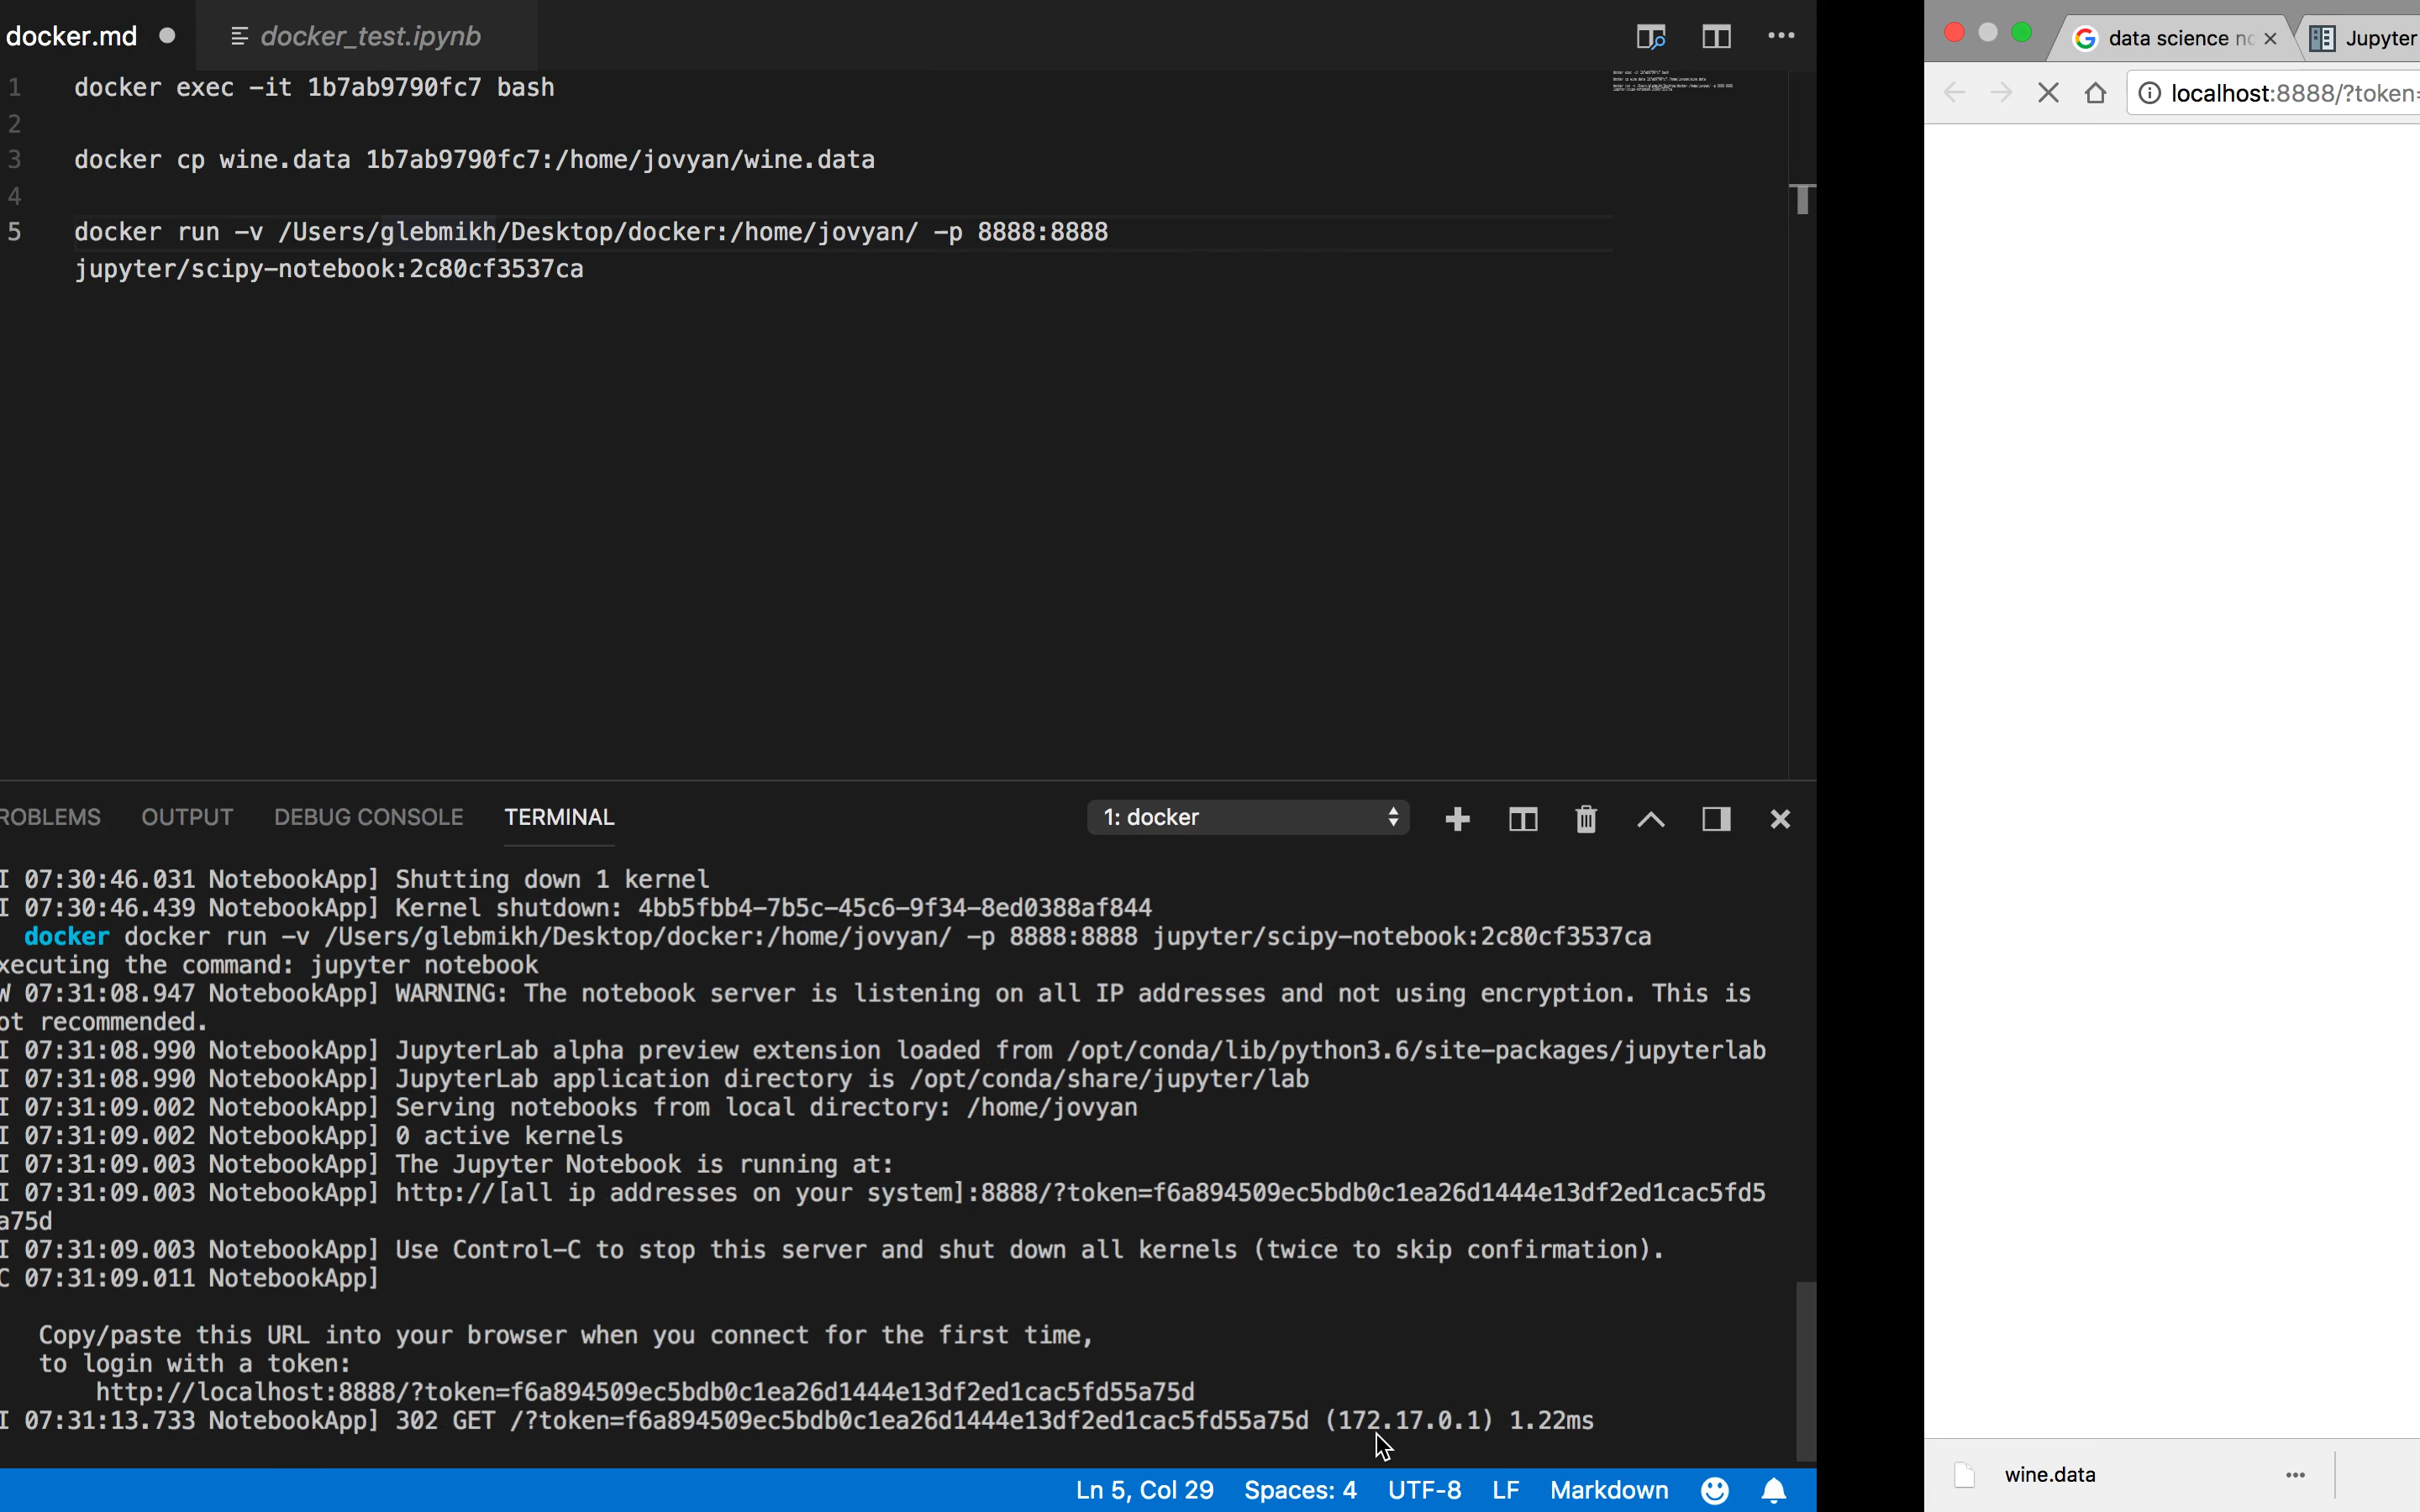 docker.md
docker_test.ipynb
1 docker exec -it 1b7ab9790fc7 bash
2
3 docker cp wine.data 1b7ab9790fc7:/home/jovyan/wine.data
4
5 docker run -v /Users/glebmikh/Desktop/docker:/home/jovyan/ -p 8888:8888
jupyter/scipy-notebook:2c80cf3537ca
ROBLEMS OUTPUT DEBUG CONSOLE TERMINAL 1: docker
I 07:30:46.031 NotebookApp] Shutting down 1 kernel
I 07:30:46.439 NotebookApp] Kernel shutdown: 4bb5fbb4-7b5c-45c6-9f34-8ed0388af844
docker docker run -v /Users/glebmikh/Desktop/docker:/home/jovyan/ -p 8888:8888 jupyter/scipy-notebook:2c80cf3537ca
xecuting the command: jupyter notebook
W 07:31:08.947 NotebookApp] WARNING: The notebook server is listening on all IP addresses and not using encryption. This is
ot recommended.
I 07:31:08.990 NotebookApp] JupyterLab alpha preview extension loaded from /opt/conda/lib/python3.6/site-packages/jupyterlab
I 07:31:08.990 NotebookApp] JupyterLab application directory is /opt/conda/share/jupyter/lab
I 07:31:09.002 NotebookApp] Serving notebooks from local directory: /home/jovyan
I 07:31:09.002 NotebookApp] 0 active kernels
I 07:31:09.003 NotebookApp] The Jupyter Notebook is running at:
I 07:31:09.003 NotebookApp] http://[all ip addresses on your system]:8888/?token=f6a894509ec5bdb0c1ea26d1444e13df2ed1cac5fd5
a75d
I 07:31:09.003 NotebookApp] Use Control-C to stop this server and shut down all kernels (twice to skip confirmation).
C 07:31:09.011 NotebookApp]
Copy/paste this URL into your browser when you connect for the first time,
to login with a token:
http://localhost:8888/?token=f6a894509ec5bdb0c1ea26d1444e13df2ed1cac5fd55a75d
I 07:31:13.733 NotebookApp] 302 GET /?token=f6a894509ec5bdb0c1ea26d1444e13df2ed1cac5fd55a75d (172.17.0.1) 1.22ms
Ln 5, Col 29 Spaces: 4 UTF-8 LF Markdown
data science no
Jupyter
localhost:8888/?token=
wine.data